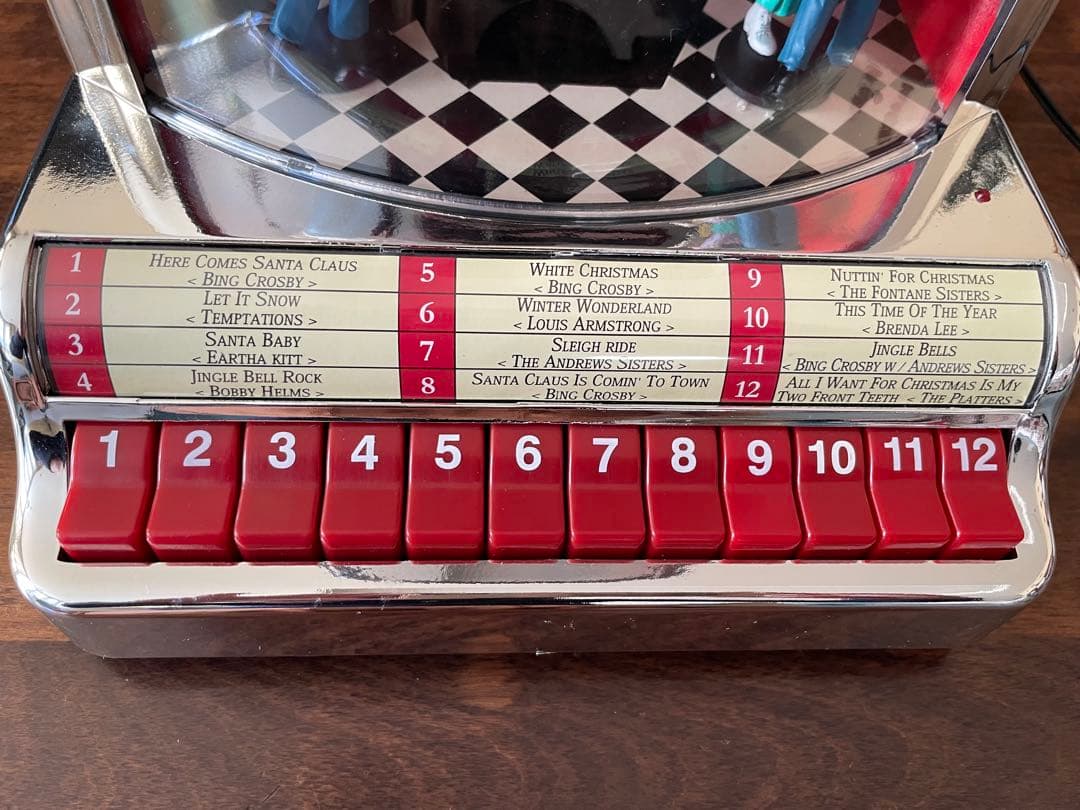 1
HERE COMES SANTA CLAUS
< BING CROSBY >
2
LET IT SNOW
< TEMPTATIONS >
3
SANTA BABY
< EARTHA KITT >
4
JINGLE BELL ROCK
< BOBBY HELMS >
5
WHITE CHRISTMAS
< BING CROSBY >
6
WINTER WONDERLAND
< LOUIS ARMSTRONG >
7
SLEIGH RIDE
< THE ANDREWS SISTERS >
8
SANTA CLAUS IS COMIN' TO TOWN
< BING CROSBY >
9
NUTTIN' FOR CHRISTMAS
< THE FONTANE SISTERS >
10
THIS TIME OF THE YEAR
< BRENDA LEE >
11
JINGLE BELLS
< BING CROSBY W / ANDREWS SISTERS >
12
ALL I WANT FOR CHRISTMAS IS MY
TWO FRONT TEETH < THE PLATTERS >
1 2 3 4 5 6 7 8 9 10 11 12